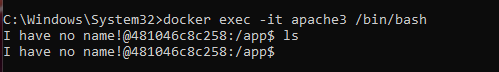 C:\Windows\System32>docker exec -it apache3 /bin/bash
I have no name!@481046c8c258:/app$ ls
I have no name!@481046c8c258:/app$